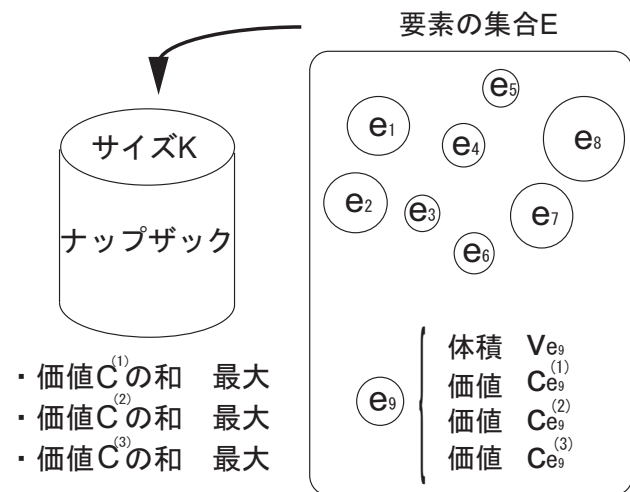 要素の集合E
サイズK
ナップザック
e1
e2
e3
e4
e5
e6
e7
e8
・価値C(1)の和 最大
・価値C(2)の和 最大
・価値C(3)の和 最大
e9
体積 Ve9
価値 Ce9(1)
価値 Ce9(2)
価値 Ce9(3)